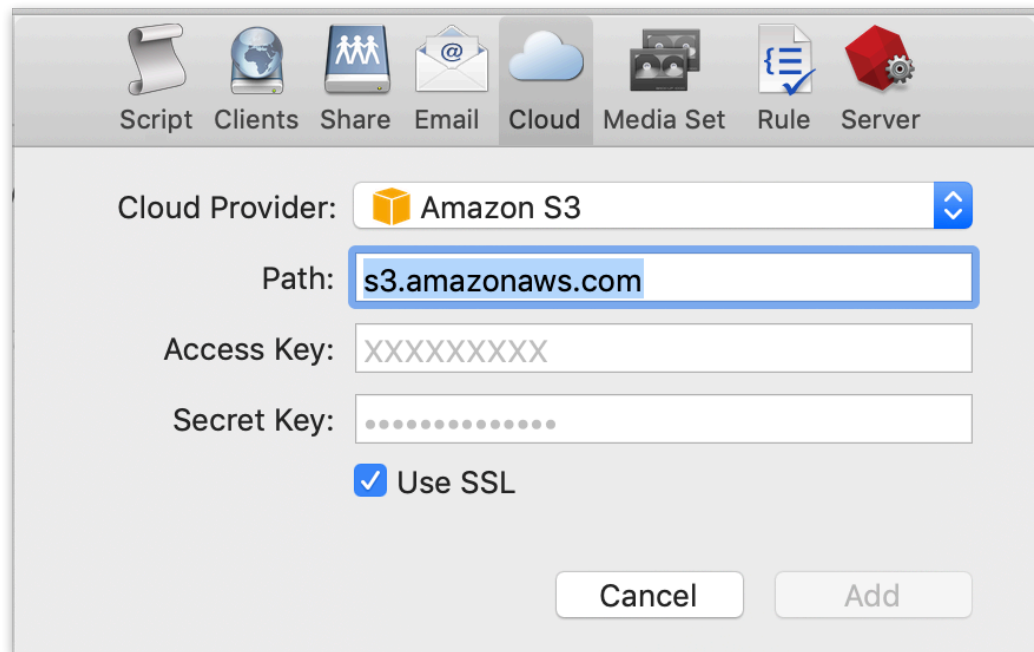 Script Clients Share Email Cloud Media Set Rule Server
Cloud Provider: Amazon S3
Path: s3.amazonaws.com
Access Key: XXXXXXXXX
Secret Key: ••••••••••••••
Use SSL
Cancel Add